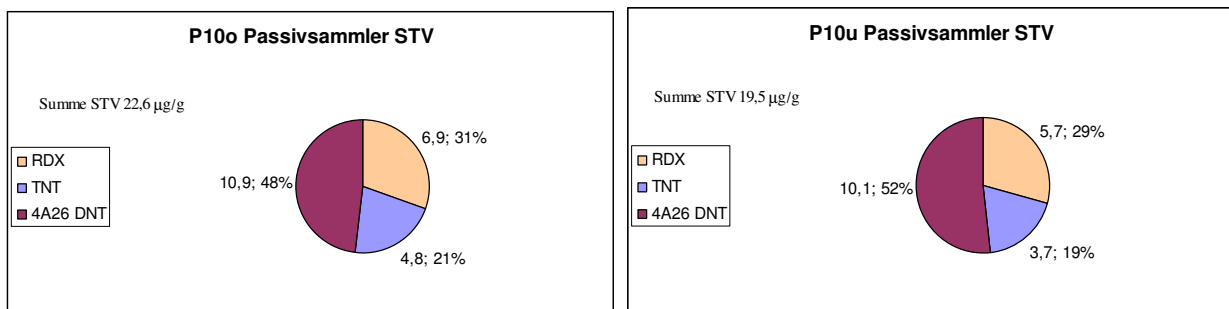 P10o Passivsammler STV
Summe STV 22,6 µg/g
6,9; 31%
RDX
TNT
4A26 DNT
10,9; 48%
4,8; 21%
P10u Passivsammler STV
Summe STV 19,5 µg/g
5,7; 29%
RDX
TNT
4A26 DNT
10,1; 52%
3,7; 19%